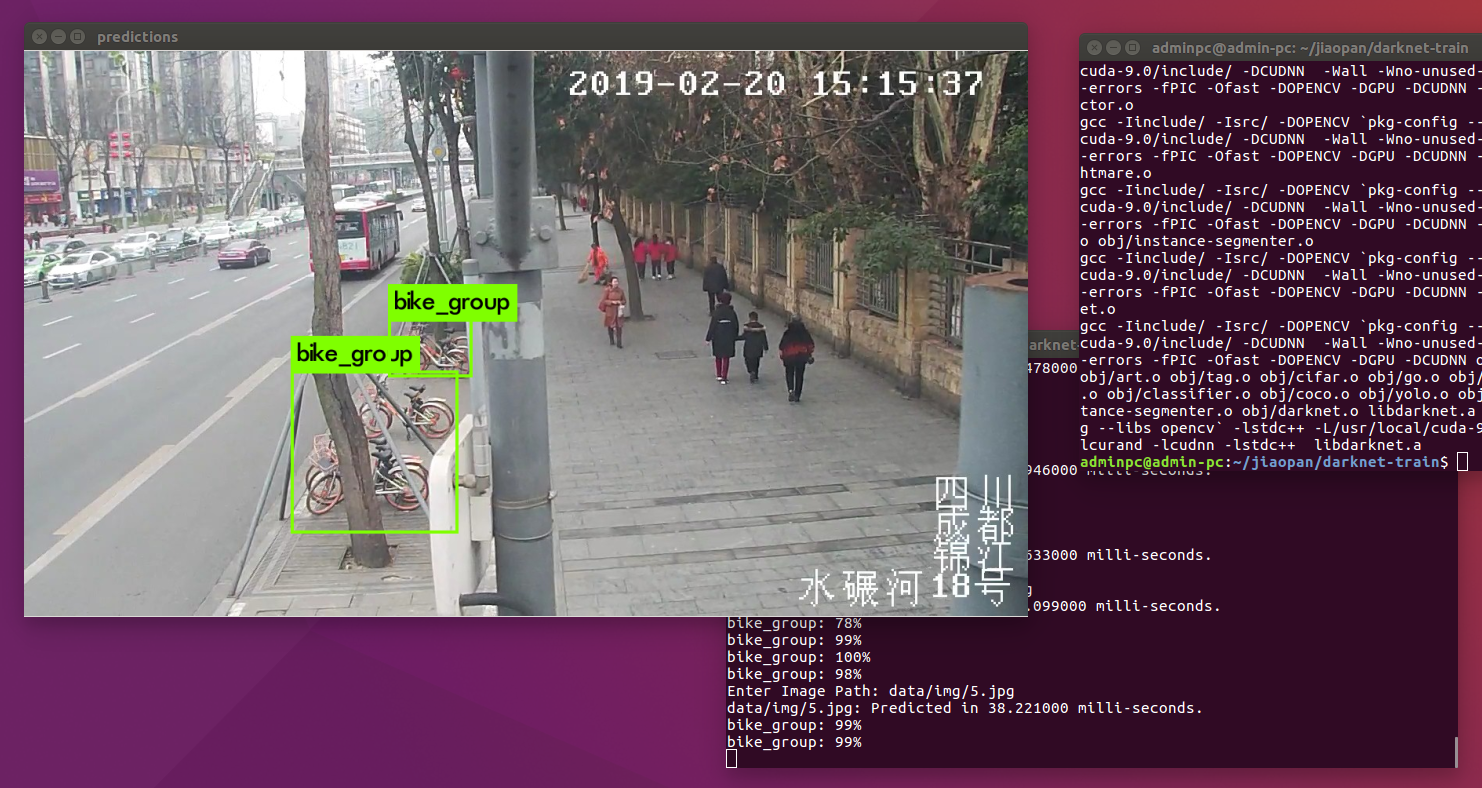 predictions
2019-02-20 15:15:37
821
bike_group
bike_group
四川
成都
锦江
水碾河18号
adminpc@admin-pc: ~/jiaopan/darknet-train
cuda-9.0/include/ -DCUDNN  -Wall -Wno-unused-
-errors -fPIC -Ofast -DOPENCV -DGPU -DCUDNN -
ctor.o
gcc -Iinclude/ -Isrc/ -DOPENCV `pkg-config --
cuda-9.0/include/ -DCUDNN  -Wall -Wno-unused-
-errors -fPIC -Ofast -DOPENCV -DGPU -DCUDNN -
htmare.o
gcc -Iinclude/ -Isrc/ -DOPENCV `pkg-config --
cuda-9.0/include/ -DCUDNN  -Wall -Wno-unused-
-errors -fPIC -Ofast -DOPENCV -DGPU -DCUDNN -
o obj/instance-segmenter.o
gcc -Iinclude/ -Isrc/ -DOPENCV `pkg-config --
cuda-9.0/include/ -DCUDNN  -Wall -Wno-unused-
-errors -fPIC -Ofast -DOPENCV -DGPU -DCUDNN -
et.o
gcc -Iinclude/ -Isrc/ -DOPENCV `pkg-config --
cuda-9.0/include/ -DCUDNN  -Wall -Wno-unused-
-errors -fPIC -Ofast -DOPENCV -DGPU -DCUDNN o
obj/art.o obj/tag.o obj/cifar.o obj/go.o obj/
.o obj/classifier.o obj/coco.o obj/yolo.o obj
tance-segmenter.o obj/darknet.o libdarknet.a
g --libs opencv` -lstdc++ -L/usr/local/cuda-9
lcurand -lcudnn -lstdc++  libdarknet.a
adminpc@admin-pc:~/jiaopan/darknet-train$
darknet-
478000
946000 milli-seconds.
633000 milli-seconds.
g
.099000 milli-seconds.
bike_group: 78%
bike_group: 99%
bike_group: 100%
bike_group: 98%
Enter Image Path: data/img/5.jpg
data/img/5.jpg: Predicted in 38.221000 milli-seconds.
bike_group: 99%
bike_group: 99%